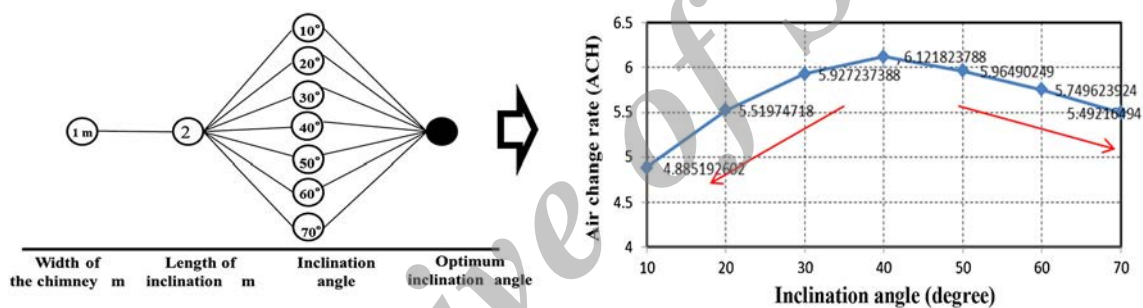 10°
20°
30°
1 m
2
40°
50°
60°
70°
Width of
the chimney m
Length of
inclination m
Inclination
angle
Optimum
inclination angle
Air change rate (ACH)
6.5
6
5.5
5
4.5
4
4.885192602
5.51974718
5.927237388
6.121823788
5.96490249
5.749623924
5.49216494
10 20 30 40 50 60 70
Inclination angle (degree)
ive of S